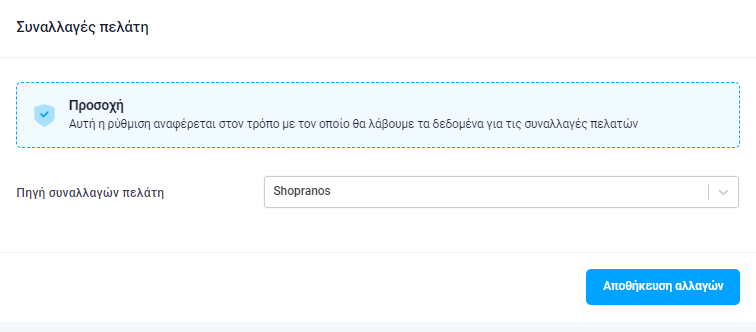 Συναλλαγές πελάτη
Προσοχή
Αυτή η ρύθμιση αναφέρεται στον τρόπο με τον οποίο θα λάβουμε τα δεδομένα για τις συναλλαγές πελατών
Πηγή συναλλαγών πελάτη
Shopranos
Αποθήκευση αλλαγών